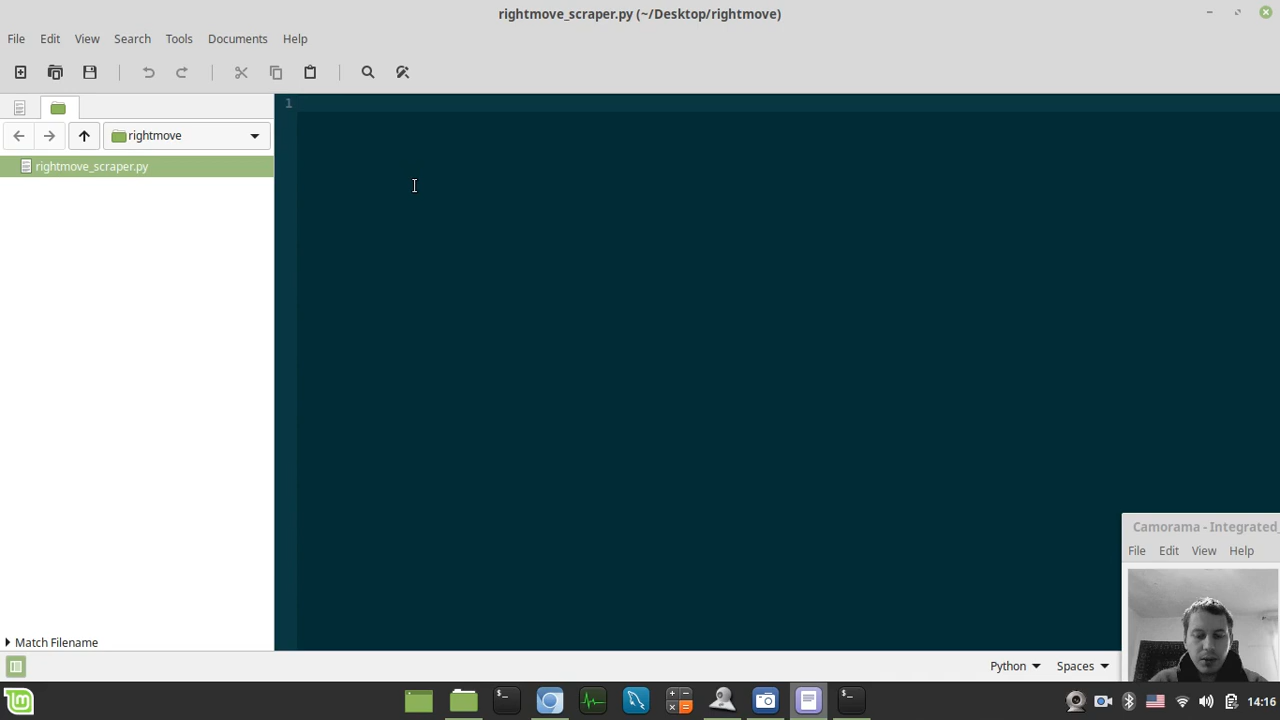 rightmove_scraper.py (~/Desktop/rightmove)
File Edit View Search Tools Documents Help
1
rightmove
rightmove_scraper.py
Camorama - Integrated_
File Edit View Help
Match Filename
Python Spaces
lm 14:16